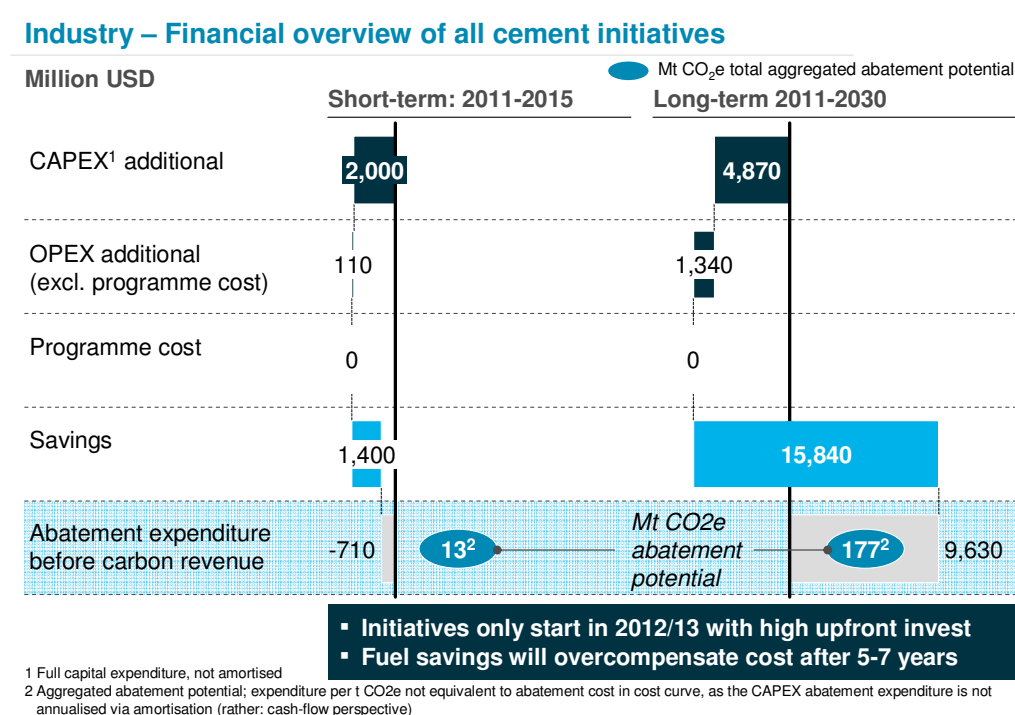 Industry – Financial overview of all cement initiatives
Million USD
Mt CO2e total aggregated abatement potential
Short-term: 2011-2015
Long-term 2011-2030
CAPEX1 additional
2,000
4,870
OPEX additional
(excl. programme cost)
110
1,340
Programme cost
0
0
Savings
1,400
15,840
Abatement expenditure
before carbon revenue
-710
13²
Mt CO2e
abatement
potential
177²
9,630
▪ Initiatives only start in 2012/13 with high upfront invest
▪ Fuel savings will overcompensate cost after 5-7 years
1 Full capital expenditure, not amortised
2 Aggregated abatement potential; expenditure per t CO2e not equivalent to abatement cost in cost curve, as the CAPEX abatement expenditure is not
annualised via amortisation (rather: cash-flow perspective)